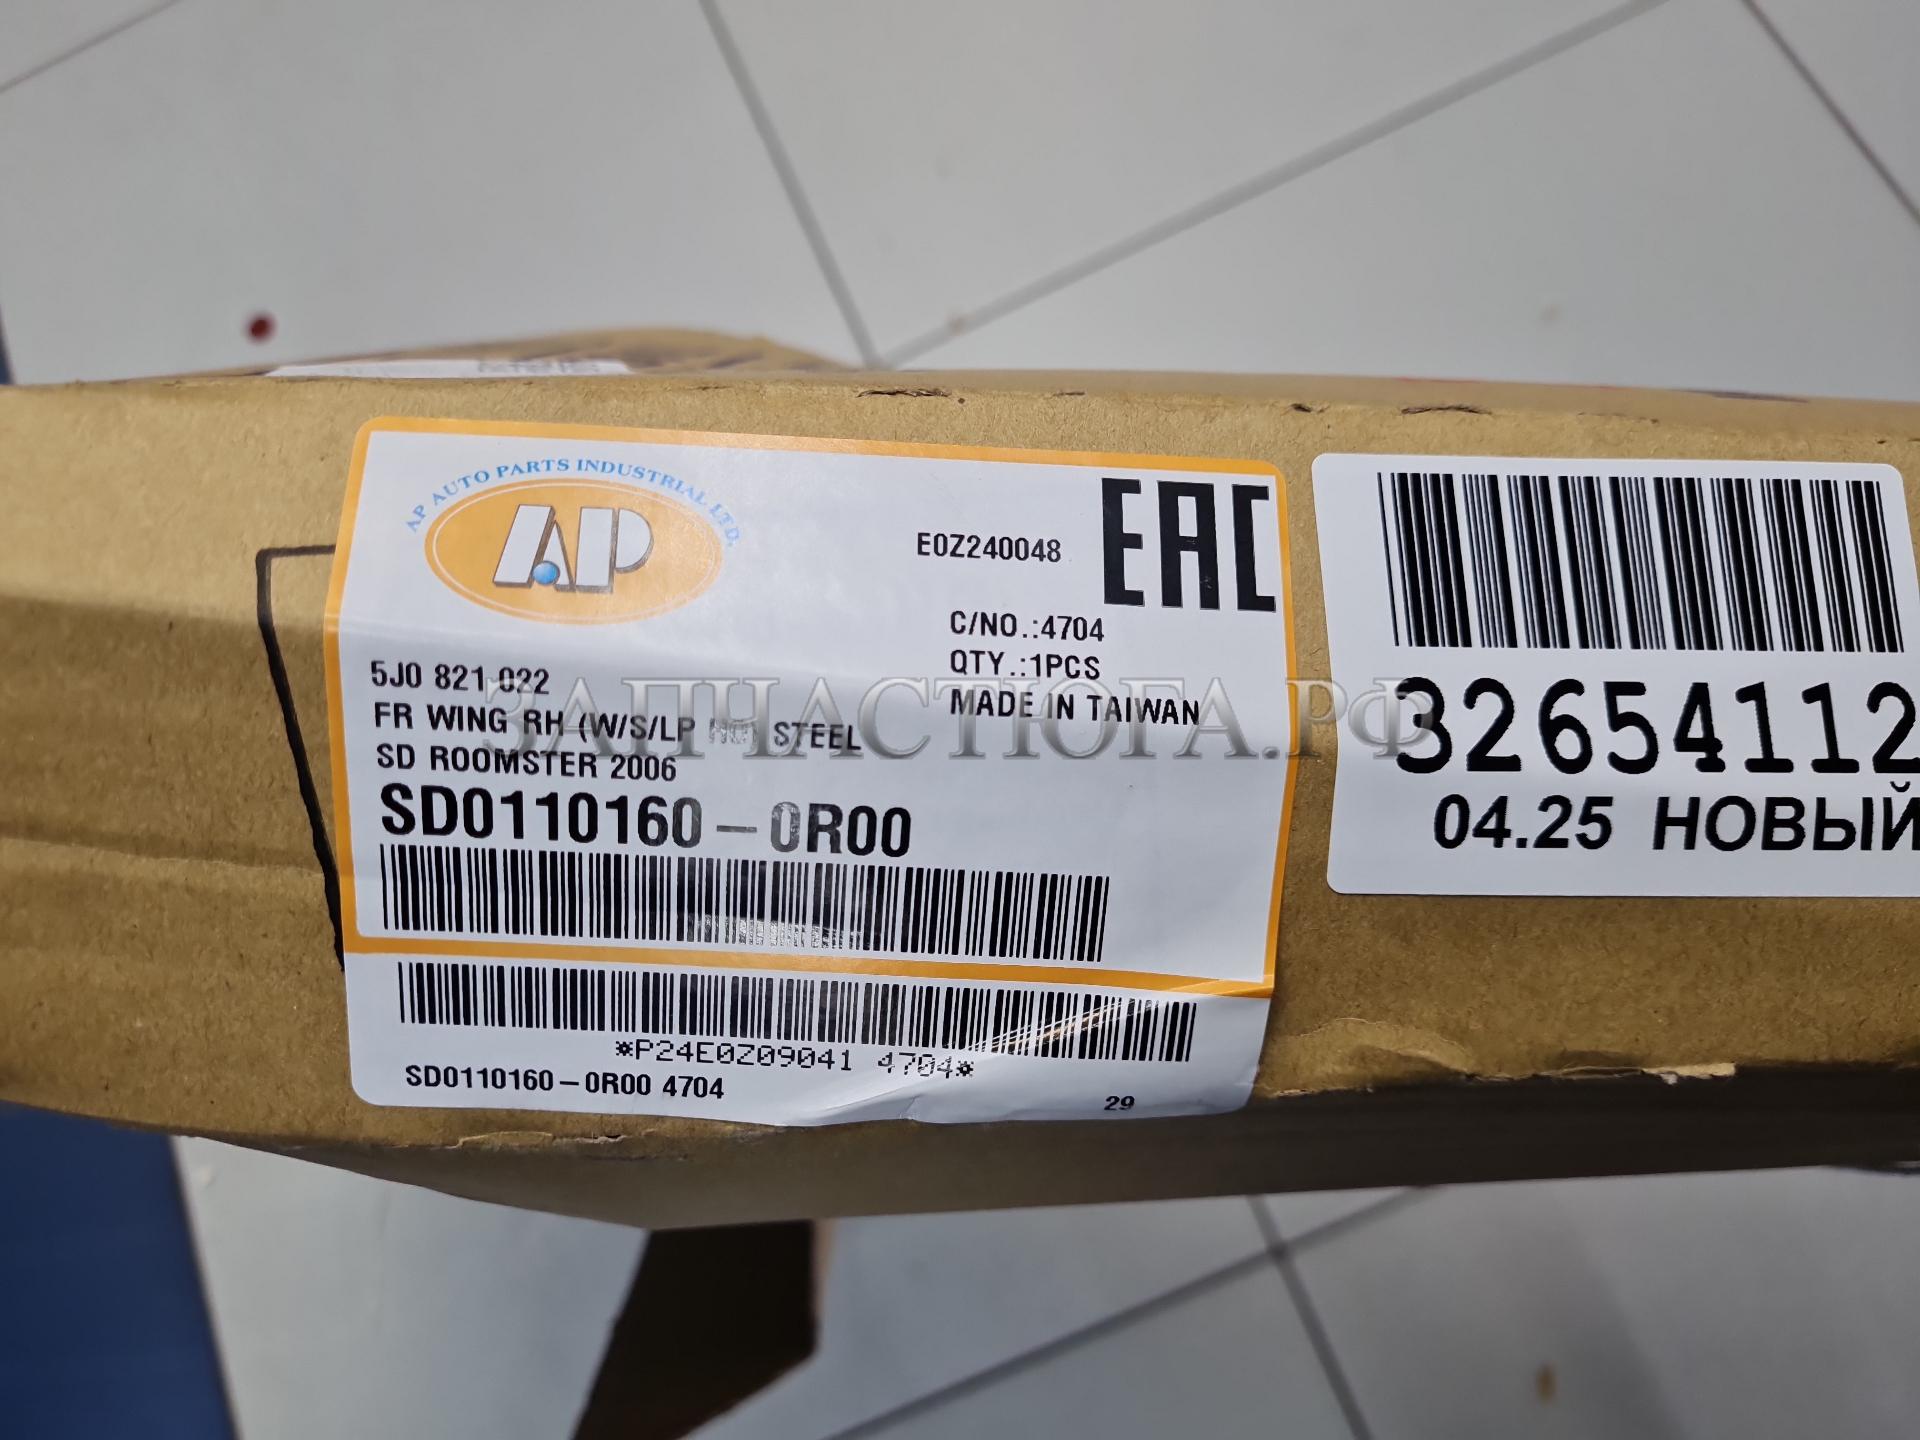 AP AUTO PARTS INDUSTRIAL LTD.
AP
E0Z240048
EAC
C/NO.:4704
QTY.:1PCS
MADE IN TAIWAN
5J0 821 022
FR WING RH (W/S/LP HO) STEEL
SD ROOMSTER 2006
SD0110160-0R00
*P24E0Z09041 4704*
SD0110160-0R00 4704
29
32654112
04.25 НОВЫЙ
ЗАПЧАСТЮГА.РФ